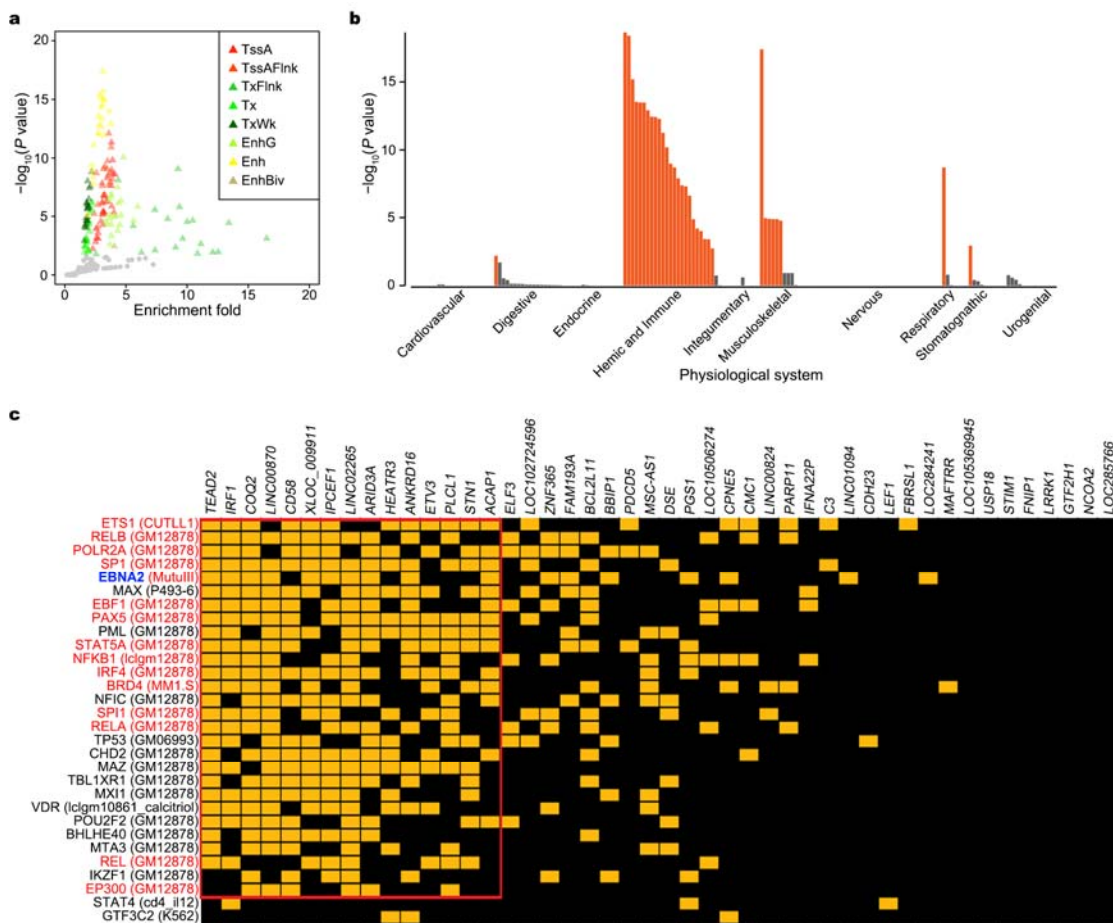 a
20
15
10
5
0
−log10(P value)
0 5 10 15 20
Enrichment fold
TssA
TssAFlnk
TxFlnk
Tx
TxWk
EnhG
Enh
EnhBiv
b
15
10
5
0
−log10(P value)
Cardiovascular
Digestive
Endocrine
Hemic and Immune
Integumentary
Musculoskeletal
Nervous
Respiratory
Stomatognathic
Urogenital
Physiological system
c
TEAD2
IRF1
COQ2
LINC00870
CD58
XLOC_009911
IPCEF1
LINC02265
ARID3A
HEATR3
ANKRD16
ETV3
PLCL1
STN1
ACAP1
ELF3
LOC102724596
ZNF365
FAM193A
BCL2L11
BBIP1
PDCD5
MSC-AS1
DSE
PGS1
LOC10506274
CPNE5
CMC1
LINC00824
PARP11
IFNA22P
C3
LINC01094
LOC284241
CDH23
LEF1
FBRSL1
MAFTRR
LOC105369945
USP18
STIM1
FNIP1
LRRK1
GTF2H1
NCOA2
LOC285766
ETS1 (CUTLL1)
RELB (GM12878)
POLR2A (GM12878)
SP1 (GM12878)
EBNA2 (MutuIII)
MAX (P493-6)
EBF1 (GM12878)
PAX5 (GM12878)
PML (GM12878)
STAT5A (GM12878)
NFKB1 (lclgm12878)
IRF4 (GM12878)
BRD4 (MM1.S)
NFIC (GM12878)
SPI1 (GM12878)
RELA (GM12878)
TP53 (GM06993)
CHD2 (GM12878)
MAZ (GM12878)
TBL1XR1 (GM12878)
MXI1 (GM12878)
VDR (lclgm10861_calcitriol)
POU2F2 (GM12878)
BHLHE40 (GM12878)
MTA3 (GM12878)
REL (GM12878)
IKZF1 (GM12878)
EP300 (GM12878)
STAT4 (cd4_il12)
GTF3C2 (K562)